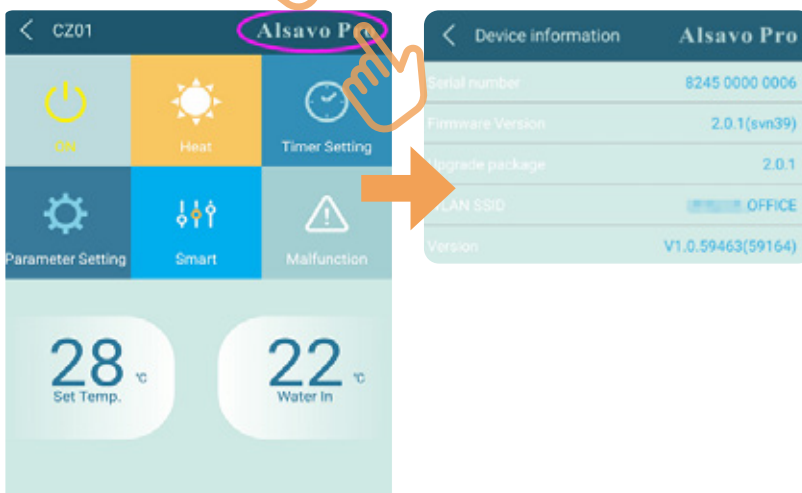 CZ01 Alsavo Pro
ON Heat Timer Setting
Parameter Setting Smart Malfunction
28 °C 22 °C
Set Temp. Water In
Device information Alsavo Pro
Serial number 8245 0000 0006
Firmware Version 2.0.1(svn39)
Upgrade package 2.0.1
WLAN SSID OFFICE
Version V1.0.59463(59164)